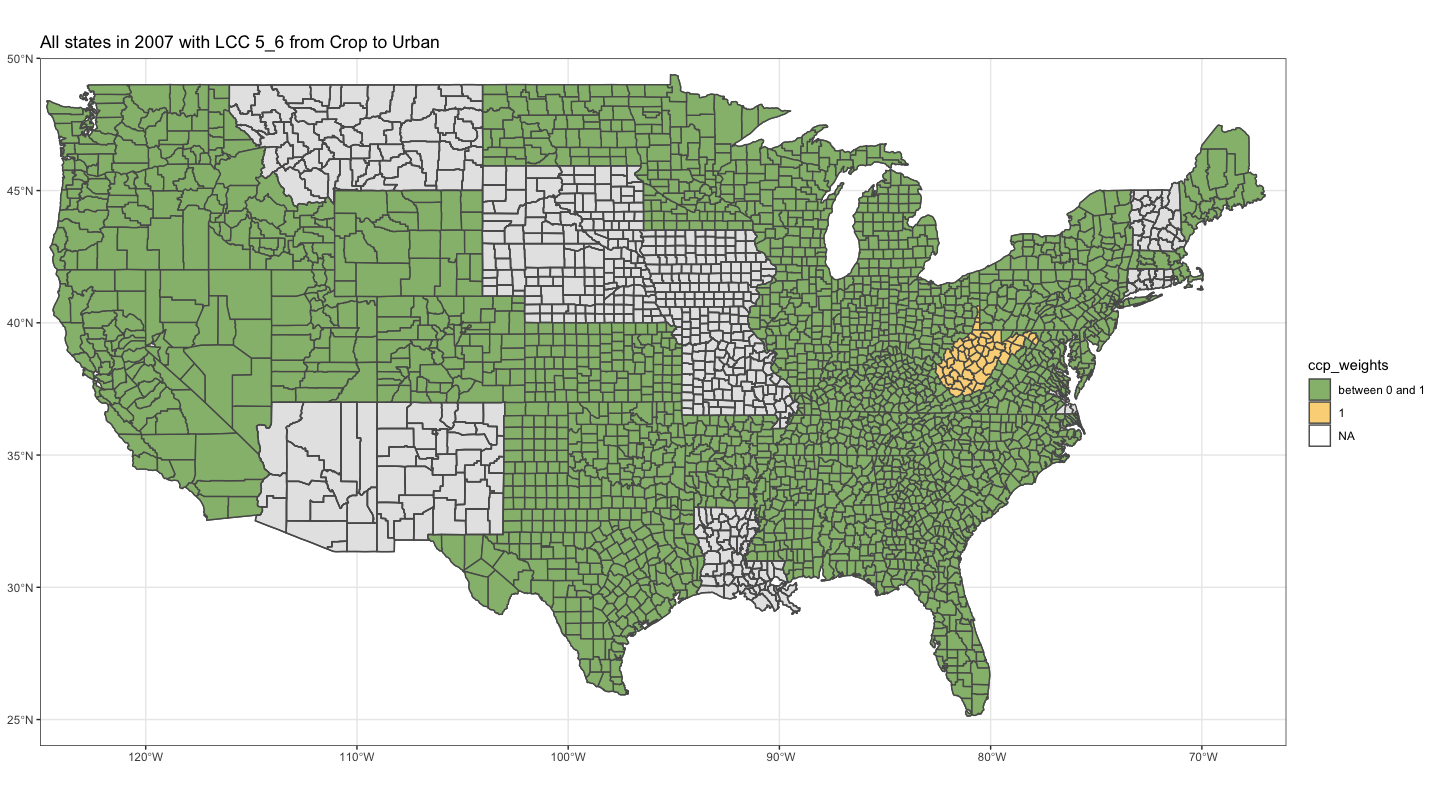 All states in 2007 with LCC 5_6 from Crop to Urban
50°N
45°N
40°N
35°N
30°N
25°N
120°W
110°W
100°W
90°W
80°W
70°W
ccp_weights
between 0 and 1
1
NA